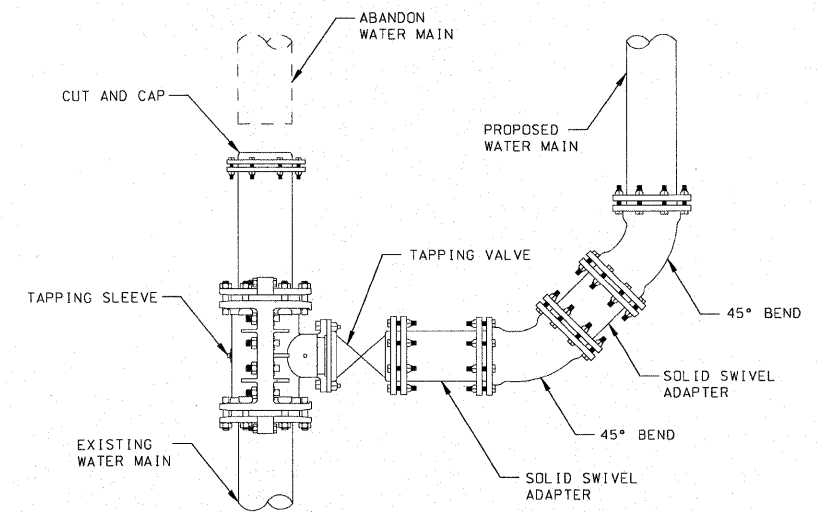 ABANDON
WATER MAIN
CUT AND CAP
PROPOSED
WATER MAIN
TAPPING VALVE
TAPPING SLEEVE
45° BEND
SOLID SWIVEL
ADAPTER
45° BEND
EXISTING
WATER MAIN
SOLID SWIVEL
ADAPTER